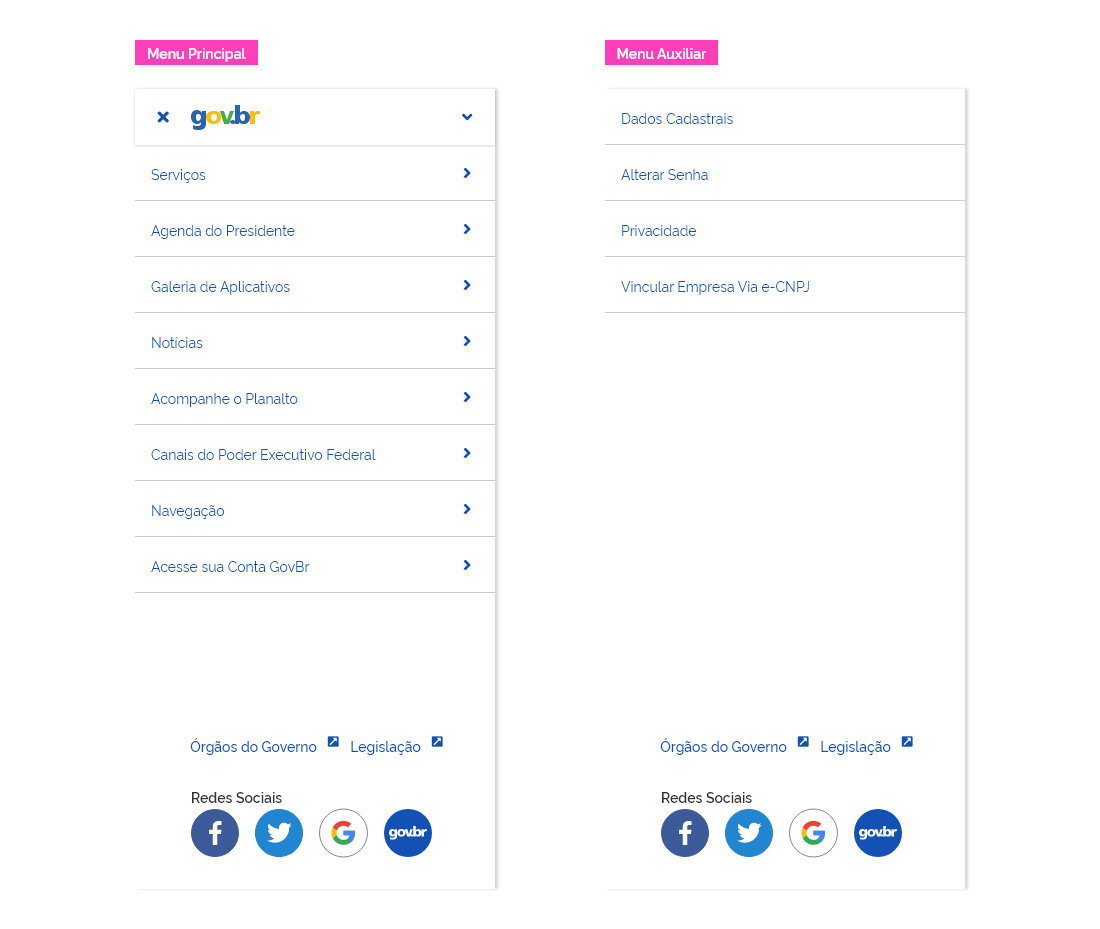 Menu Principal
gov.br
Serviços
Agenda do Presidente
Galeria de Aplicativos
Notícias
Acompanhe o Planalto
Canais do Poder Executivo Federal
Navegação
Acesse sua Conta GovBr
Órgãos do Governo Legislação
Redes Sociais
gov.br
Menu Auxiliar
Dados Cadastrais
Alterar Senha
Privacidade
Vincular Empresa Via e-CNPJ
Órgãos do Governo Legislação
Redes Sociais
gov.br